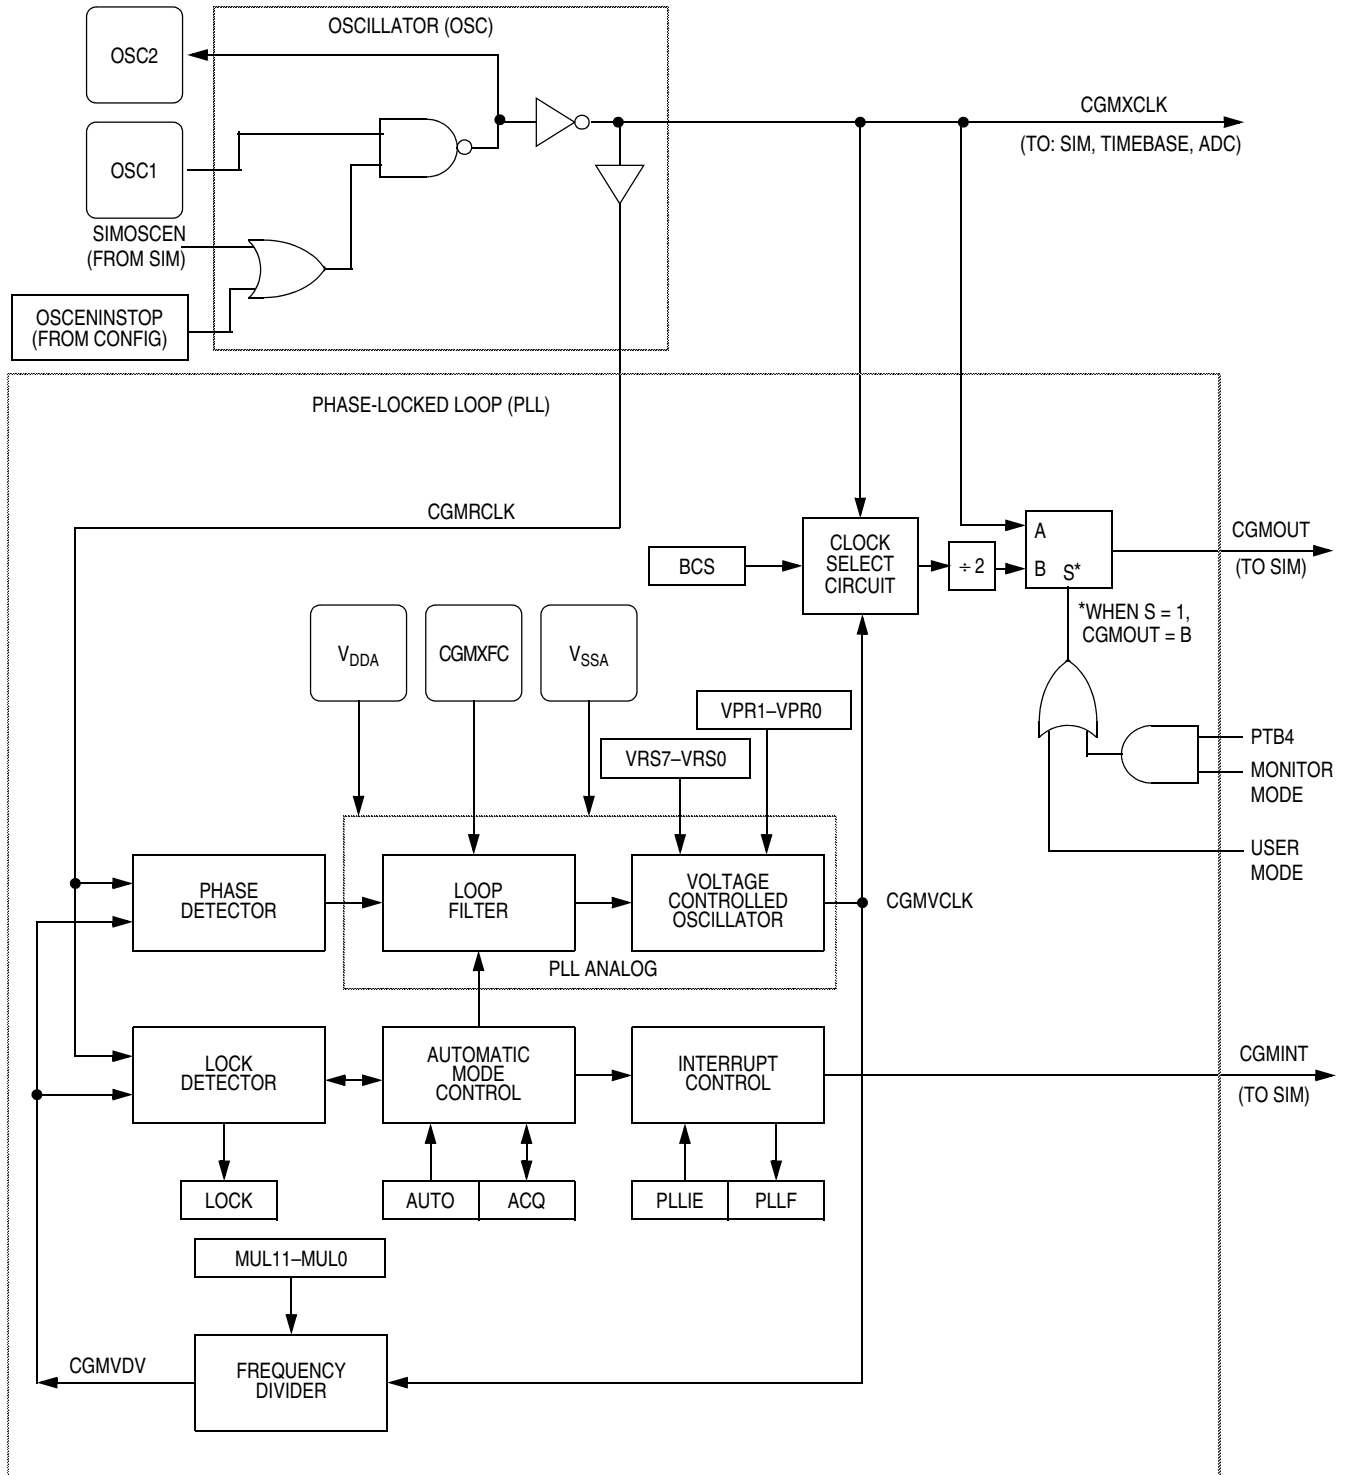 OSCILLATOR (OSC)
OSC2
CGMXCLK
(TO: SIM, TIMEBASE, ADC)
OSC1
SIMOSCEN
(FROM SIM)
OSCENINSTOP
(FROM CONFIG)
PHASE-LOCKED LOOP (PLL)
CGMRCLK
BCS
CLOCK
SELECT
CIRCUIT
÷ 2
A
B
S*
CGMOUT
(TO SIM)
*WHEN S = 1,
CGMOUT = B
VDDA
CGMXFC
VSSA
VPR1–VPR0
VRS7–VRS0
PTB4
MONITOR
MODE
USER
MODE
PHASE
DETECTOR
LOOP
FILTER
VOLTAGE
CONTROLLED
OSCILLATOR
CGMVCLK
PLL ANALOG
LOCK
DETECTOR
AUTOMATIC
MODE
CONTROL
INTERRUPT
CONTROL
CGMINT
(TO SIM)
LOCK
AUTO
ACQ
PLLIE
PLLF
MUL11–MUL0
CGMVDV
FREQUENCY
DIVIDER